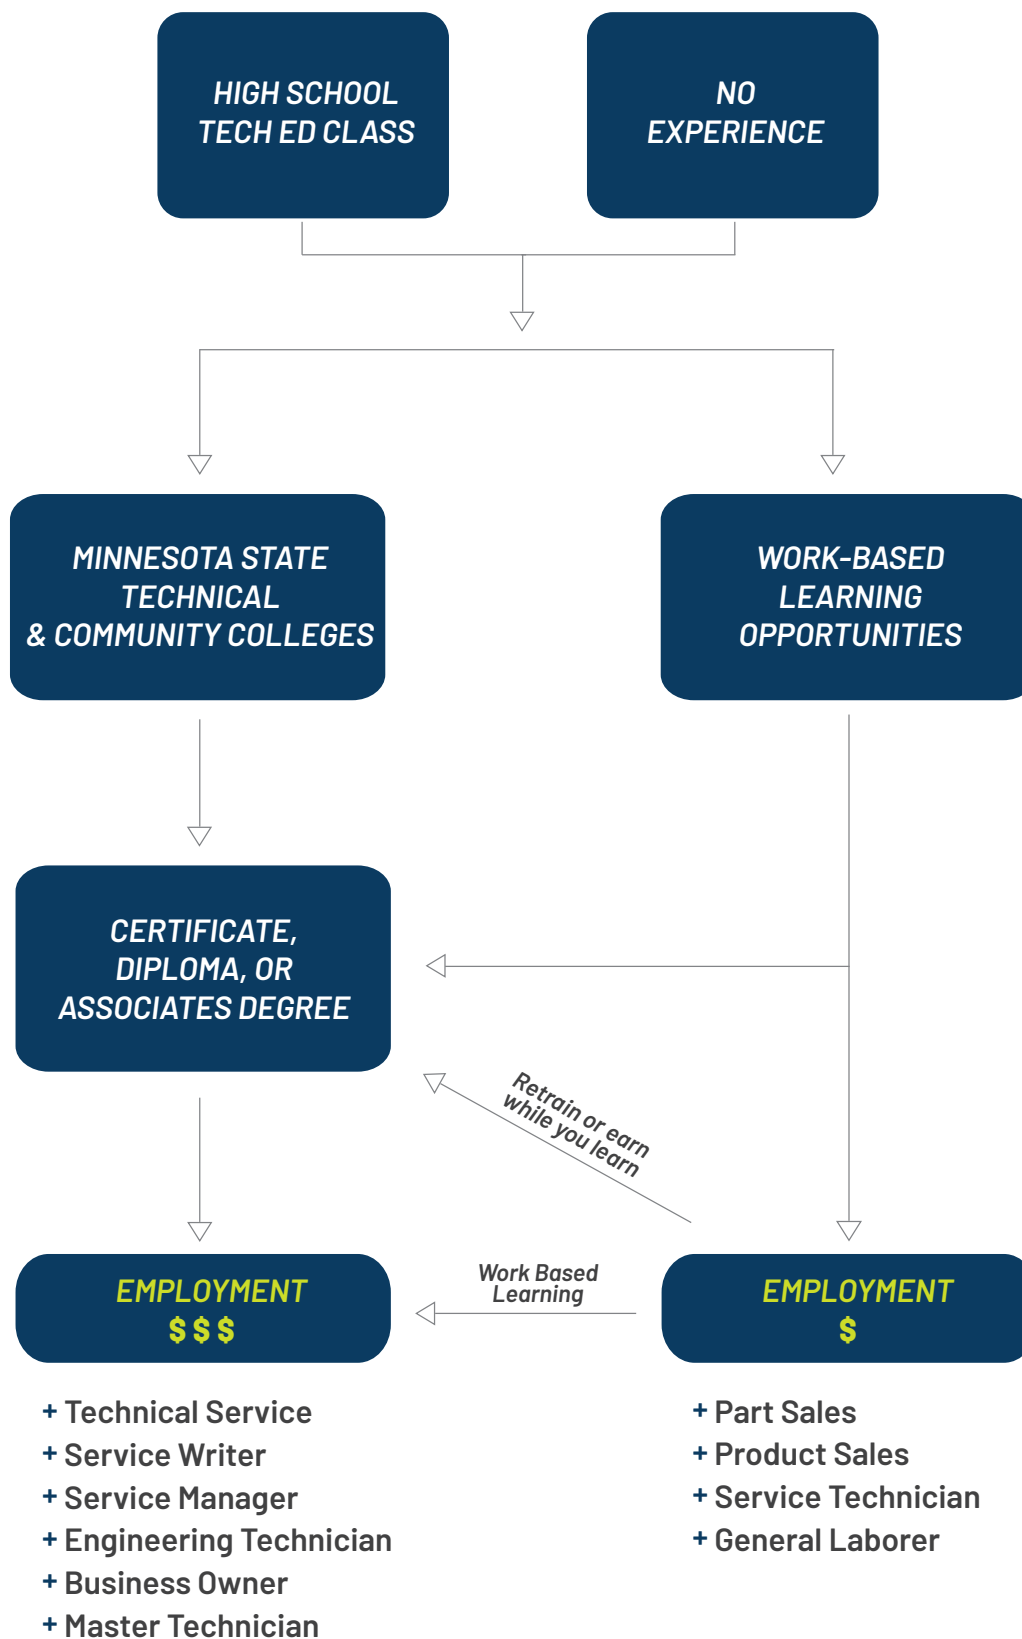 HIGH SCHOOL
TECH ED CLASS
NO
EXPERIENCE
MINNESOTA STATE
TECHNICAL
& COMMUNITY COLLEGES
WORK-BASED
LEARNING
OPPORTUNITIES
CERTIFICATE,
DIPLOMA, OR
ASSOCIATES DEGREE
Retrain or earn
while you learn
EMPLOYMENT
$ $ $
Work Based
Learning
EMPLOYMENT
$
+ Technical Service
+ Service Writer
+ Service Manager
+ Engineering Technician
+ Business Owner
+ Master Technician
+ Part Sales
+ Product Sales
+ Service Technician
+ General Laborer